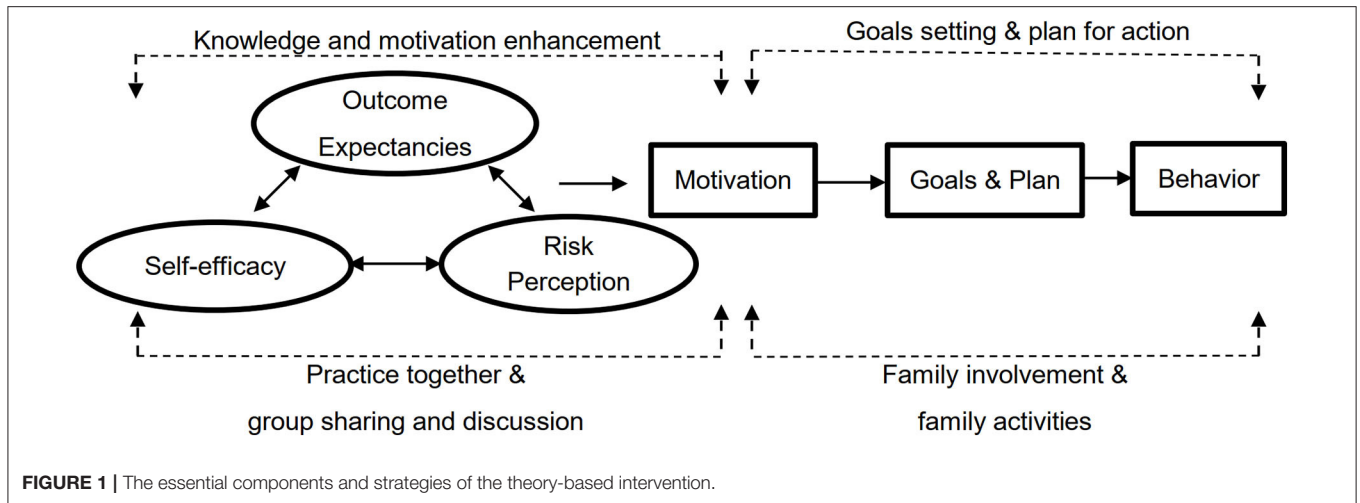 Knowledge and motivation enhancement
Goals setting & plan for action
Outcome
Expectancies
Motivation
Goals & Plan
Behavior
Self-efficacy
Risk
Perception
Practice together &
group sharing and discussion
Family involvement &
family activities
FIGURE 1 | The essential components and strategies of the theory-based intervention.